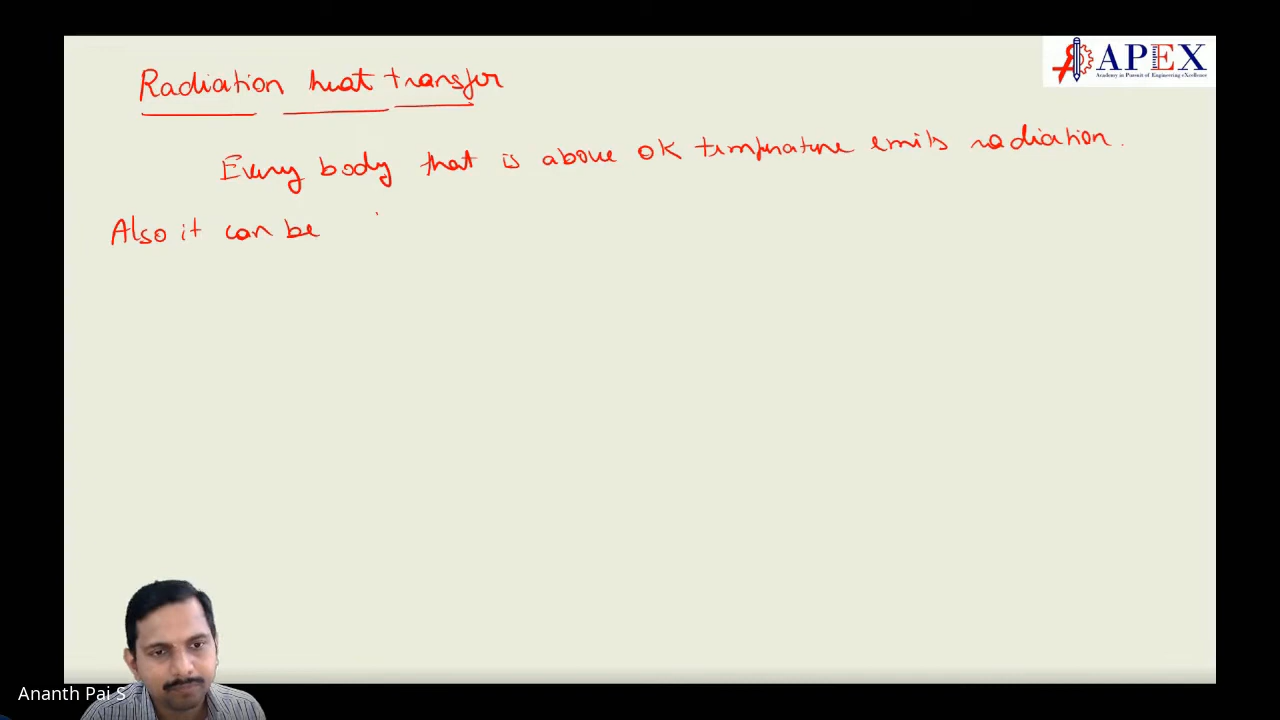 Radiation heat transfer
APEX
Academy in Pursuit of Engineering eXcellence
Every body that is above 0K temperature emits radiation.
Also it can be
Ananth Pai S